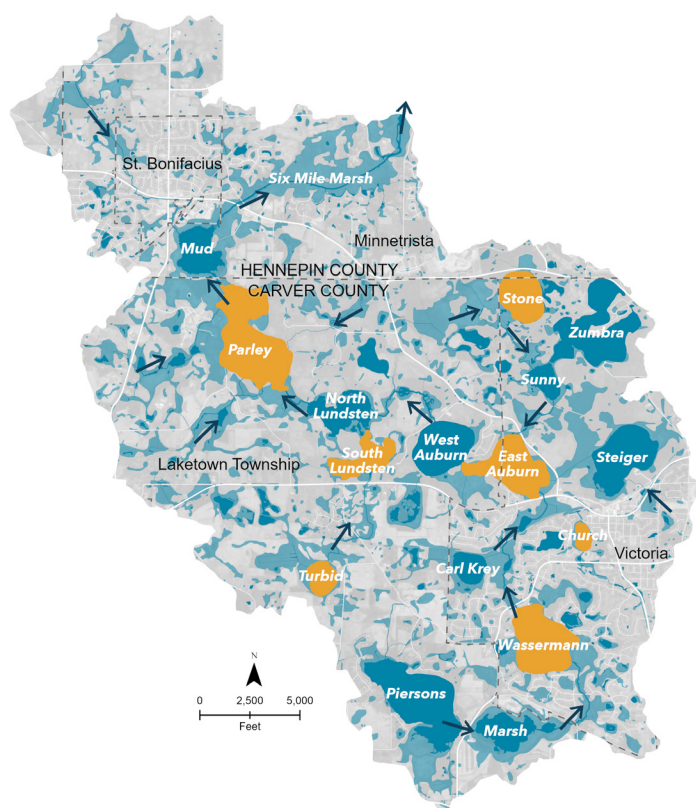 St. Bonifacius
Six Mile Marsh
Minnetrista
Mud
HENNEPIN COUNTY
CARVER COUNTY
Stone
Zumbra
Parley
Sunny
North
Lundsten
West
Auburn
East
Auburn
South
Lundsten
Steiger
Laketown Township
Church
Victoria
Carl Krey
Turbid
Wassermann
N
Piersons
0 2,500 5,000
Feet
Marsh